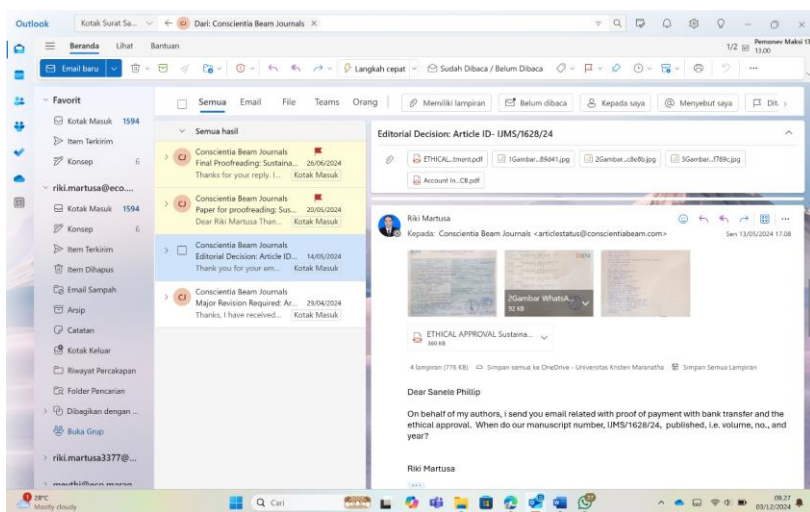 Outlook
Kotak Surat Sa...
CJ Dari: Conscientia Beam Journals
Beranda Lihat Bantuan
1/2
13.00
Email baru
Langkah cepat
Sudah Dibaca / Belum Dibaca
Favorit
Kotak Masuk 1594
Item Terkirim
Konsep 6
riki.martusa@eco....
Kotak Masuk 1594
Konsep 6
Item Terkirim
Item Dihapus
Email Sampah
Arsip
Catatan
Kotak Keluar
Riwayat Percakapan
Folder Pencarian
Dibagikan dengan ...
Buka Grup
riki.martusa3377@...
Semua Email File Teams Orang
Memiliki lampiran
Belum dibaca
Kepada saya
Menyebut saya
Semua hasil
CJ Conscientia Beam Journals
Final Proofreading: Sustaina... 26/06/2024
Thanks for your reply. I... Kotak Masuk
CJ Conscientia Beam Journals
Paper for proofreading: Sus... 20/05/2024
Dear Riki Martusa Than... Kotak Masuk
Conscientia Beam Journals
Editorial Decision: Article ID... 14/05/2024
Thank you for your em... Kotak Masuk
CJ Conscientia Beam Journals
Major Revision Required: Ar... 29/04/2024
Thanks, I have received... Kotak Masuk
Editorial Decision: Article ID- IJMS/1628/24
ETHICAL...tment.pdf
1Gambar...89d41.jpg
2Gambar...c8e8b.jpg
3Gambar...f789c.jpg
Account In...CB.pdf
Riki Martusa
Kepada: Conscientia Beam Journals <articlestatus@conscientiabeam.com>
Sen 13/05/2024 17.08
2Gambar WhatsA...
92 KB
ETHICAL APPROVAL Sustaina...
360 KB
4 lampiran (776 KB)
Simpan semua ke OneDrive - Universitas Kristen Maranatha
Simpan Semua Lampiran
Dear Sanele Phillip
On behalf of my authors, i send you email related with proof of payment with bank transfer and the
ethical approval. When do our manuscript number, IJMS/1628/24, published, i.e. volume, no., and
year?
Riki Martusa
28°C
Mostly cloudy
Cari
09.27
03/12/2024